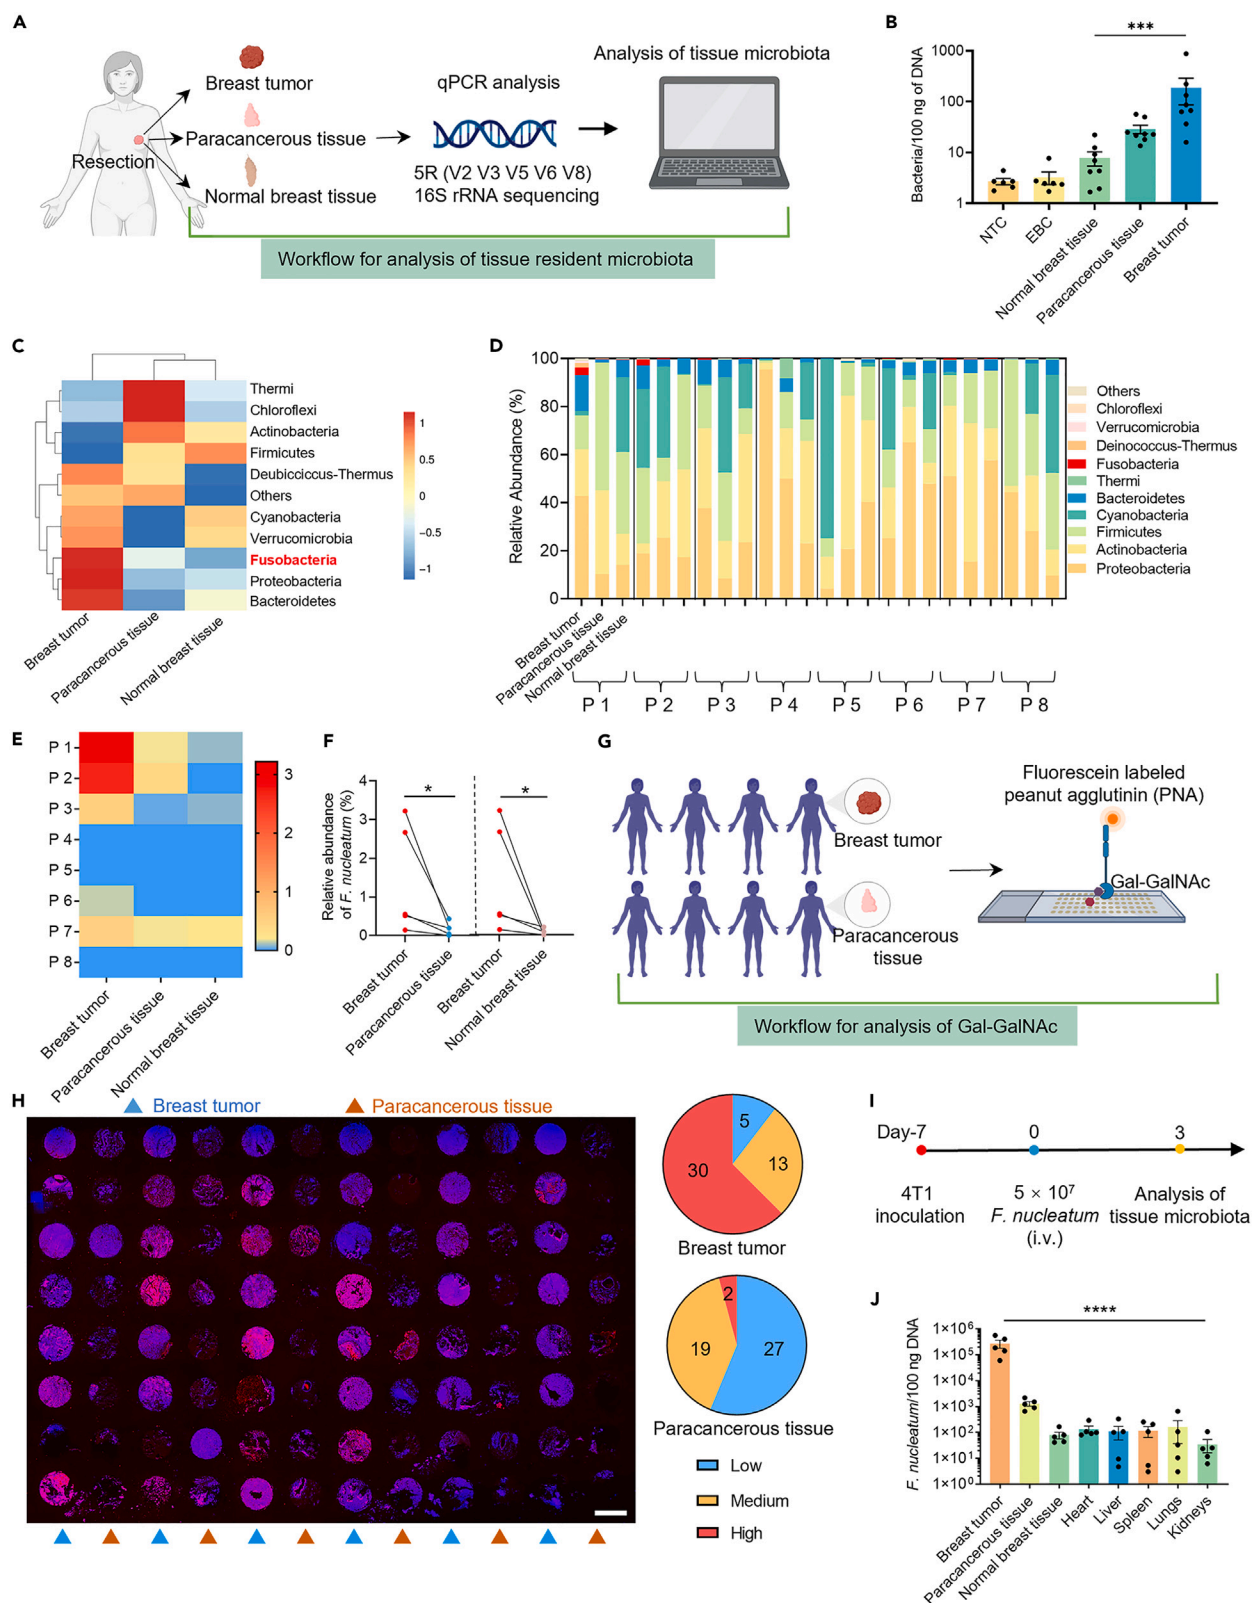 A
Breast tumor
Paracancerous tissue
Normal breast tissue
Resection
qPCR analysis
5R (V2 V3 V5 V6 V8)
16S rRNA sequencing
Analysis of tissue microbiota
Workflow for analysis of tissue resident microbiota
B
***
Bacteria/100 ng of DNA
1000
100
10
1
NTC
EBC
Normal breast tissue
Paracancerous tissue
Breast tumor
C
Thermi
Chloroflexi
Actinobacteria
Firmicutes
Deubiciccus-Thermus
Others
Cyanobacteria
Verrucomicrobia
Fusobacteria
Proteobacteria
Bacteroidetes
1
0.5
0
−0.5
−1
Breast tumor
Paracancerous tissue
Normal breast tissue
D
Relative Abundance (%)
100
80
60
40
20
0
Others
Chloroflexi
Verrucomicrobia
Deinococcus-Thermus
Fusobacteria
Thermi
Bacteroidetes
Cyanobacteria
Firmicutes
Actinobacteria
Proteobacteria
Breast tumor
Paracancerous tissue
Normal breast tissue
P 1
P 2
P 3
P 4
P 5
P 6
P 7
P 8
E
P 1
P 2
P 3
P 4
P 5
P 6
P 7
P 8
3
2
1
0
Breast tumor
Paracancerous tissue
Normal breast tissue
F
Relative abundance
of F. nucleatum (%)
4
3
2
1
0
*
*
Breast tumor
Paracancerous tissue
Breast tumor
Normal breast tissue
G
Breast tumor
Paracancerous
tissue
Fluorescein labeled
peanut agglutinin (PNA)
Gal-GalNAc
Workflow for analysis of Gal-GalNAc
H
Breast tumor
Paracancerous tissue
5
13
30
Breast tumor
2
19
27
Paracancerous tissue
Low
Medium
High
I
Day-7
0
3
4T1
inoculation
5 × 10⁷
F. nucleatum
(i.v.)
Analysis of
tissue microbiota
J
****
F. nucleatum/100 ng DNA
1×10⁶
1×10⁵
1×10⁴
1×10³
1×10²
1×10¹
1×10⁰
Breast tumor
Paracancerous tissue
Normal breast tissue
Heart
Liver
Spleen
Lungs
Kidneys